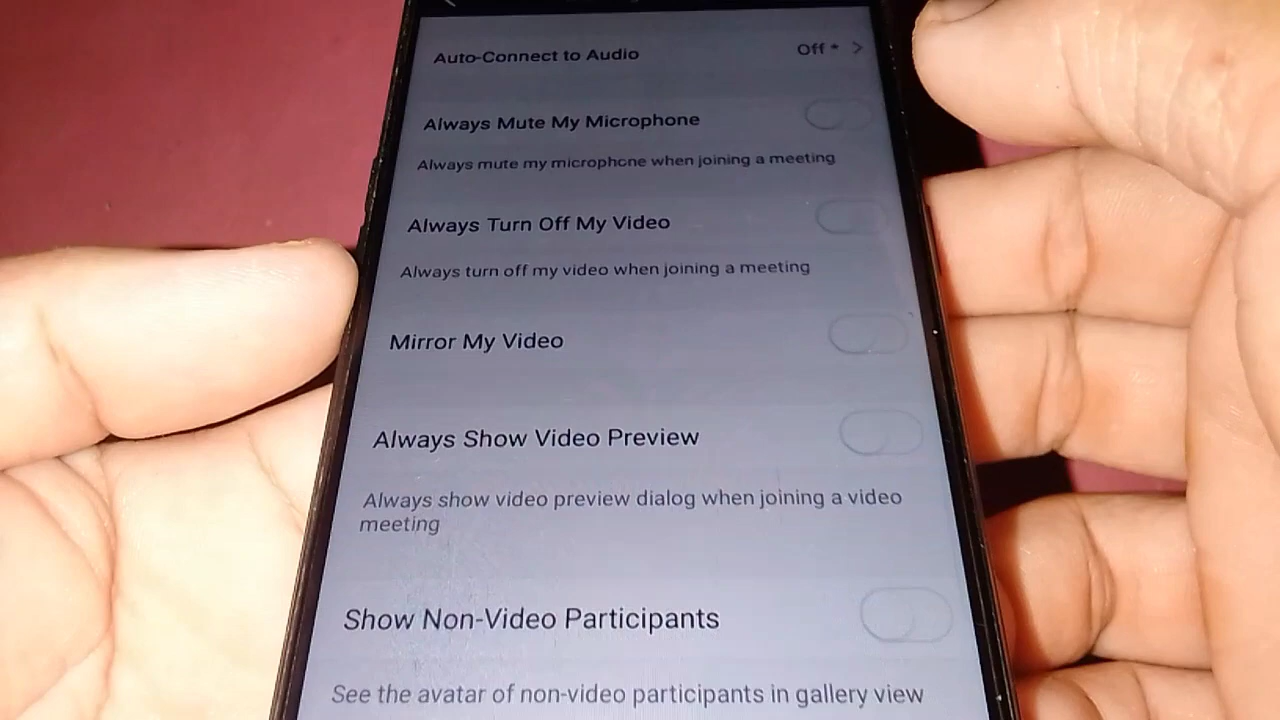 Auto-Connect to Audio Off * >
Always Mute My Microphone
Always mute my microphone when joining a meeting
Always Turn Off My Video
Always turn off my video when joining a meeting
Mirror My Video
Always Show Video Preview
Always show video preview dialog when joining a video
meeting
Show Non-Video Participants
See the avatar of non-video participants in gallery view